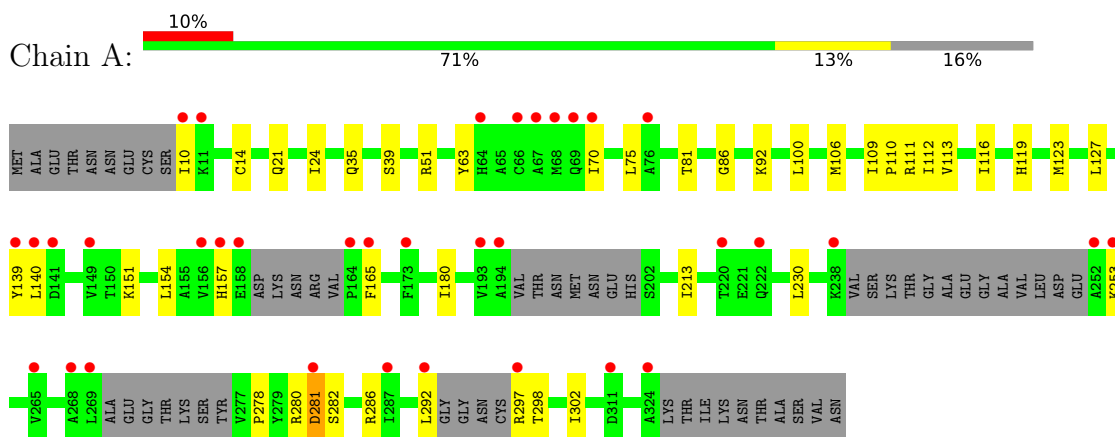 10%
Chain A:
71% 13% 16%
MET ALA GLU THR ASN ASN GLU CYS SER I10 K11 C14 Q21 I24 Q35 S39 R51 Y63 H64 A65 C66 A67 M68 Q69 I70 L75 A76 T81 G86 K92 L100 M106 I109 P110 R111 I112 V113 I116 H119 M123 L127
Y139 L140 D141 V149 T150 K151 L154 A155 V156 H157 E158 ASP LYS ASN ARG VAL P164 F165 F173 I180 V193 A194 VAL THR ASN MET ASN GLU HIS S202 I213 T220 E221 Q222 L230 K238 VAL SER LYS THR GLY ALA GLU GLY ALA VAL LEU ASP GLU A252 K253
V265 A268 L269 ALA GLU GLY THR LYS SER TYR V277 P278 Y279 R280 D281 S282 R286 I287 L292 GLY GLY ASN CYS R297 T298 I302 D311 A324 LYS THR ILE LYS ASN THR ALA SER VAL ASN